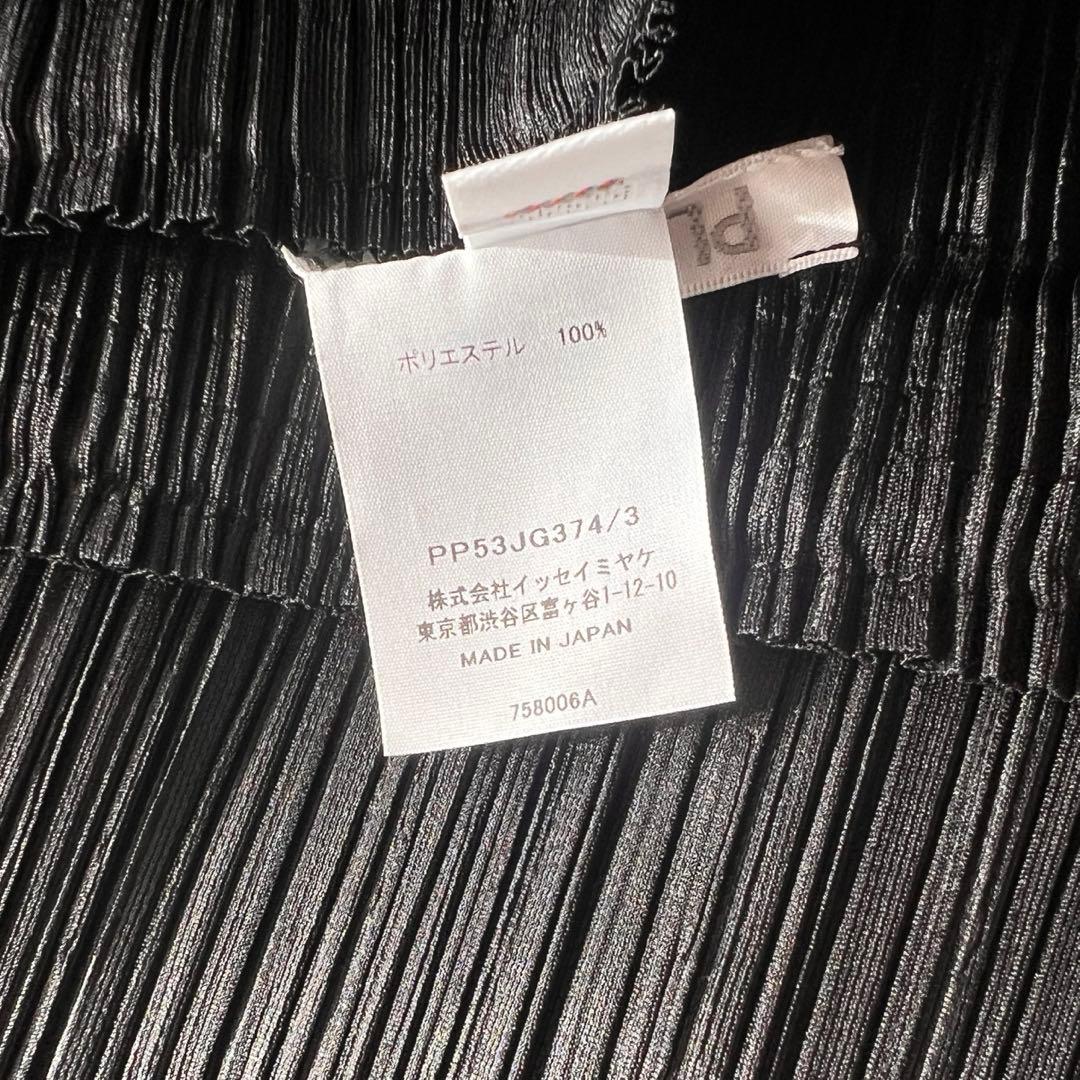 ポリエステル 100%
PP53JG374/3
株式会社イッセイミヤケ
東京都渋谷区富ヶ谷1-12-10
MADE IN JAPAN
758006A